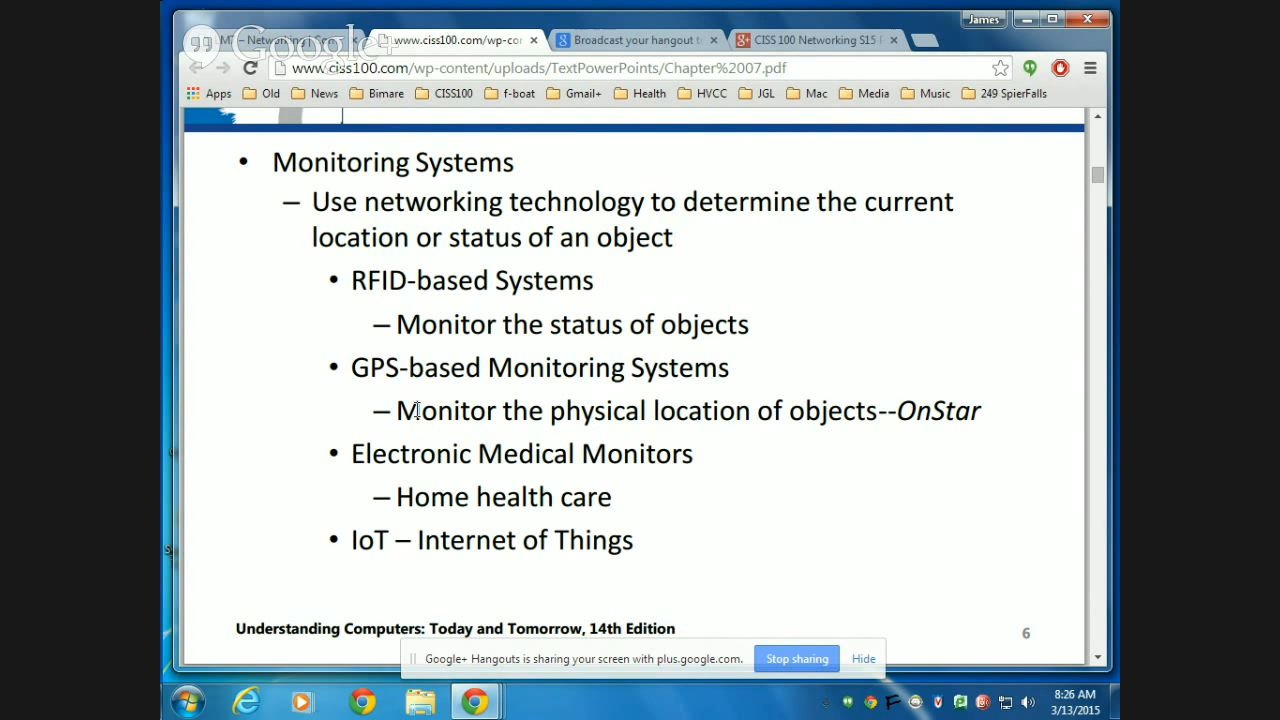 James
Google+
Networking
www.ciss100.com/wp-cor
Broadcast your hangout t
CISS 100 Networking S15
www.ciss100.com/wp-content/uploads/TextPowerPoints/Chapter%2007.pdf
Apps Old News Bimare CISS100 f-boat Gmail+ Health HVCC JGL Mac Media Music 249 SpierFalls
• Monitoring Systems
– Use networking technology to determine the current
location or status of an object
• RFID-based Systems
– Monitor the status of objects
• GPS-based Monitoring Systems
– Monitor the physical location of objects--OnStar
• Electronic Medical Monitors
– Home health care
• IoT – Internet of Things
Understanding Computers: Today and Tomorrow, 14th Edition
6
Google+ Hangouts is sharing your screen with plus.google.com. Stop sharing Hide
8:26 AM
3/13/2015